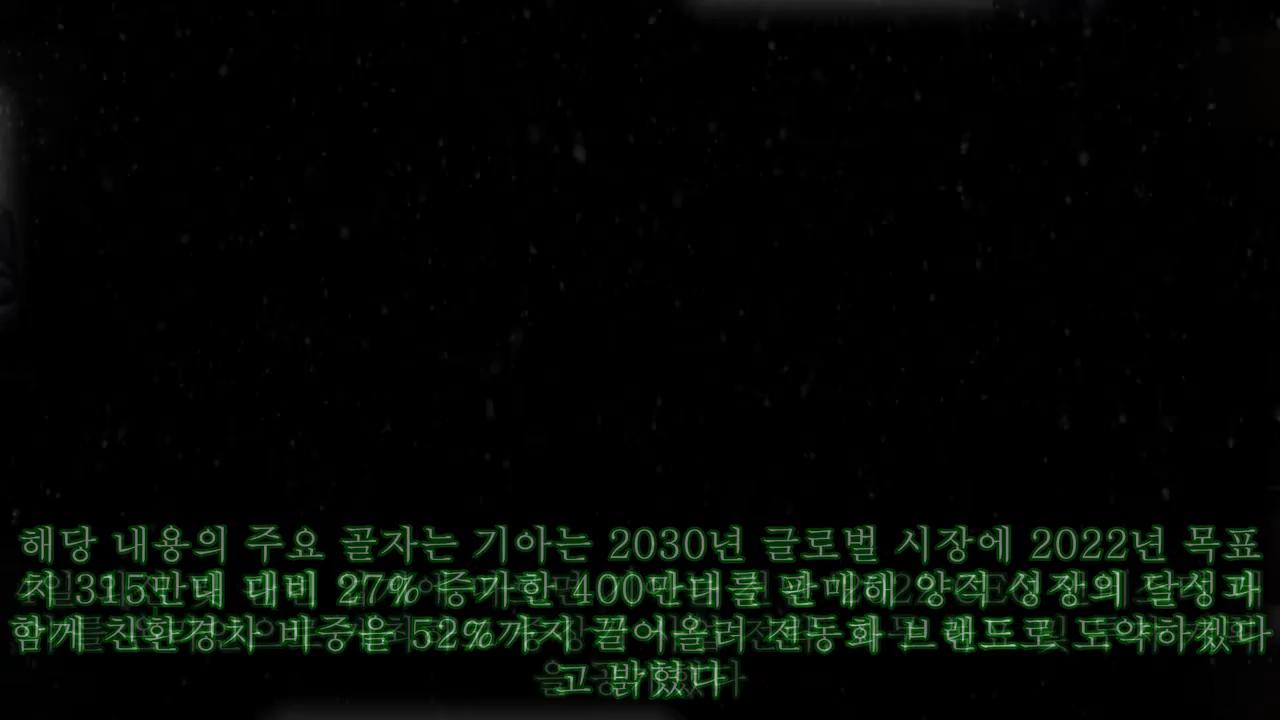 해당 내용의 주요 골자는 기아는 2030년 글로벌 시장에 2022년 목표
치 315만대 대비 27% 증가한 400만대를 판매해 양적 성장의 달성과
함께 친환경차 비중을 52%까지 끌어올려 전동화 브랜드로 도약하겠다
고 밝혔다